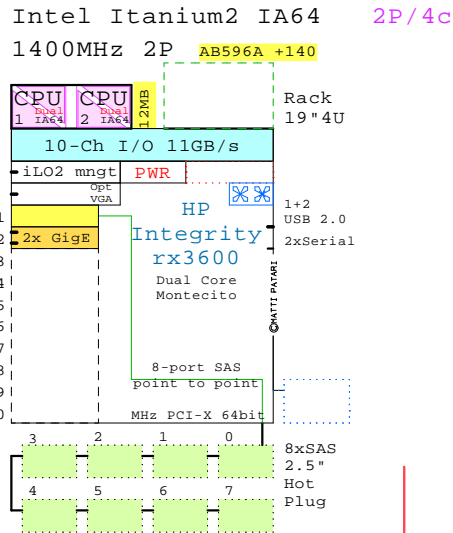 Intel Itanium2 IA64 2P/4c
1400MHz 2P AB596A +140
CPU CPU 12MB
Dual Dual
1 IA64 2 IA64
Rack
19"4U
10-Ch I/O 11GB/s
iLO2 mngt PWR
Opt
VGA
HP
Integrity
rx3600
1+2
USB 2.0
2xSerial
2x GigE
Dual Core
Montecito
©MATTI PATARI
8-port SAS
point to point
MHz PCI-X 64bit
3 2 1 0
8xSAS
2.5"
Hot
Plug
4 5 6 7